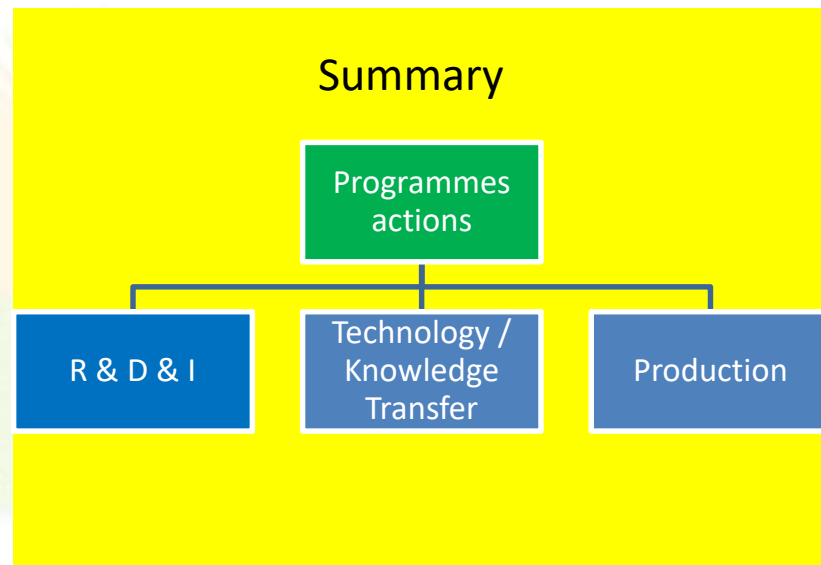 Summary
Programmes
actions
R & D & I
Technology /
Knowledge
Transfer
Production